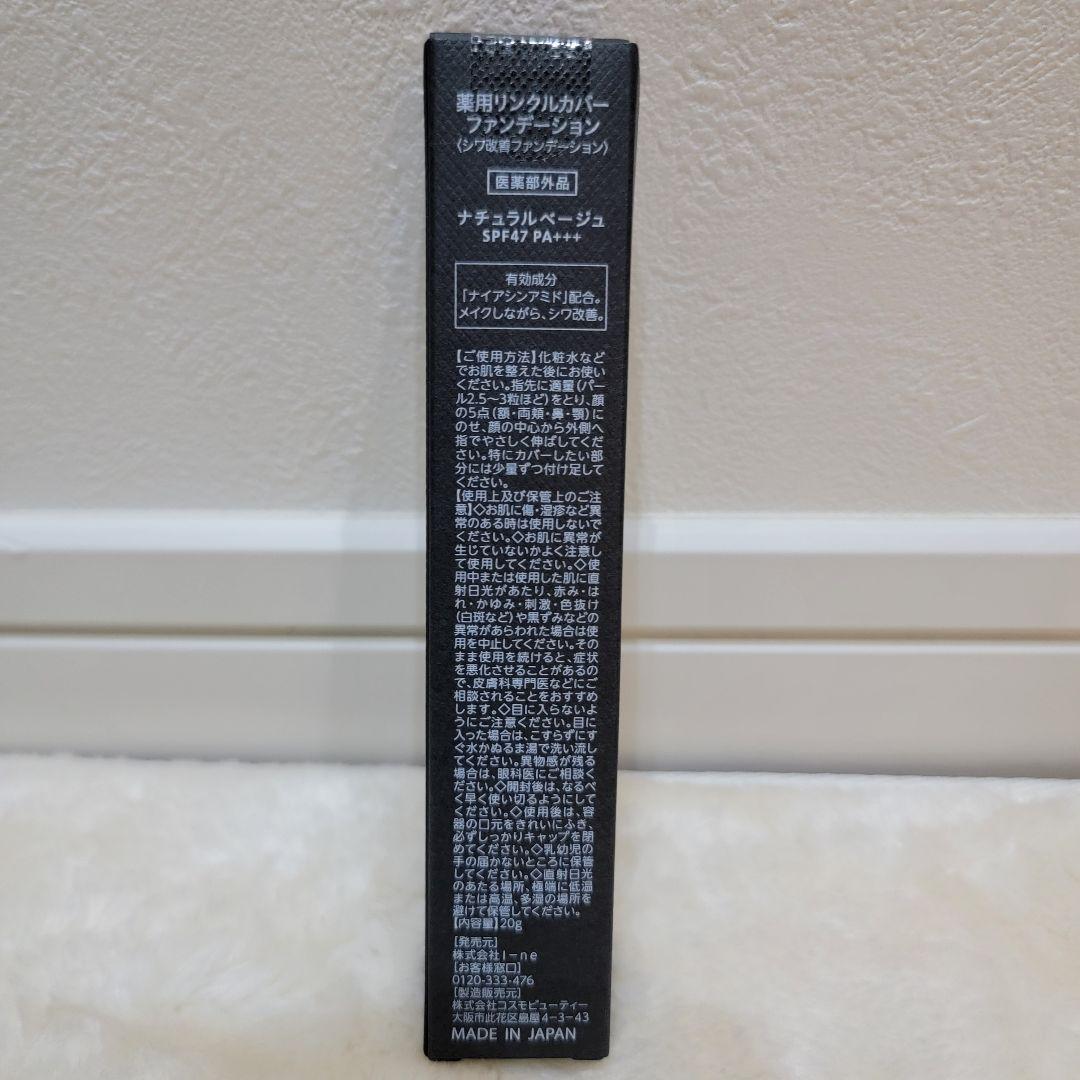 薬用リンクルカバー
ファンデーション
〈シワ改善ファンデーション〉
医薬部外品
ナチュラルベージュ
SPF47 PA+++
有効成分
「ナイアシンアミド」配合。
メイクしながら、シワ改善。
【ご使用方法】化粧水など
でお肌を整えた後にお使い
ください。指先に適量(パー
ル2.5〜3粒ほど)をとり、顔
の5点(額・両頬・鼻・顎)に
のせ、顔の中心から外側へ
指でやさしく伸ばしてくだ
さい。特にカバーしたい部
分には少量ずつ付け足して
ください。
【使用上及び保管上のご注
意】◇お肌に傷・湿疹など異
常のある時は使用しないで
ください。◇お肌に異常が
生じていないかよく注意し
て使用してください。◇使
用中または使用した肌に直
射日光があたり、赤み・は
れ・かゆみ・刺激・色抜け
(白斑など)や黒ずみなどの
異常があらわれた場合は使
用を中止してください。その
まま使用を続けると、症状
を悪化させることがあるの
で、皮膚科専門医などにご
相談されることをおすすめ
します。◇目に入らないよ
うにご注意ください。目に
入った場合は、こすらずにす
ぐ水かぬるま湯で洗い流し
てください。異物感が残る
場合は、眼科医にご相談く
ださい。◇開封後は、なるべ
く早く使い切るようにして
ください。◇使用後は、容
器の口元をきれいにふき、
必ずしっかりキャップを閉
めてください。◇乳幼児の
手の届かないところに保管
してください。◇直射日光
のあたる場所、極端に低温
または高温、多湿の場所を
避けて保管してください。
【内容量】20g
[発売元]
株式会社I-ne
[お客様窓口]
0120-333-476
[製造販売元]
株式会社コスモビューティー
大阪市此花区島屋4-3-43
MADE IN JAPAN